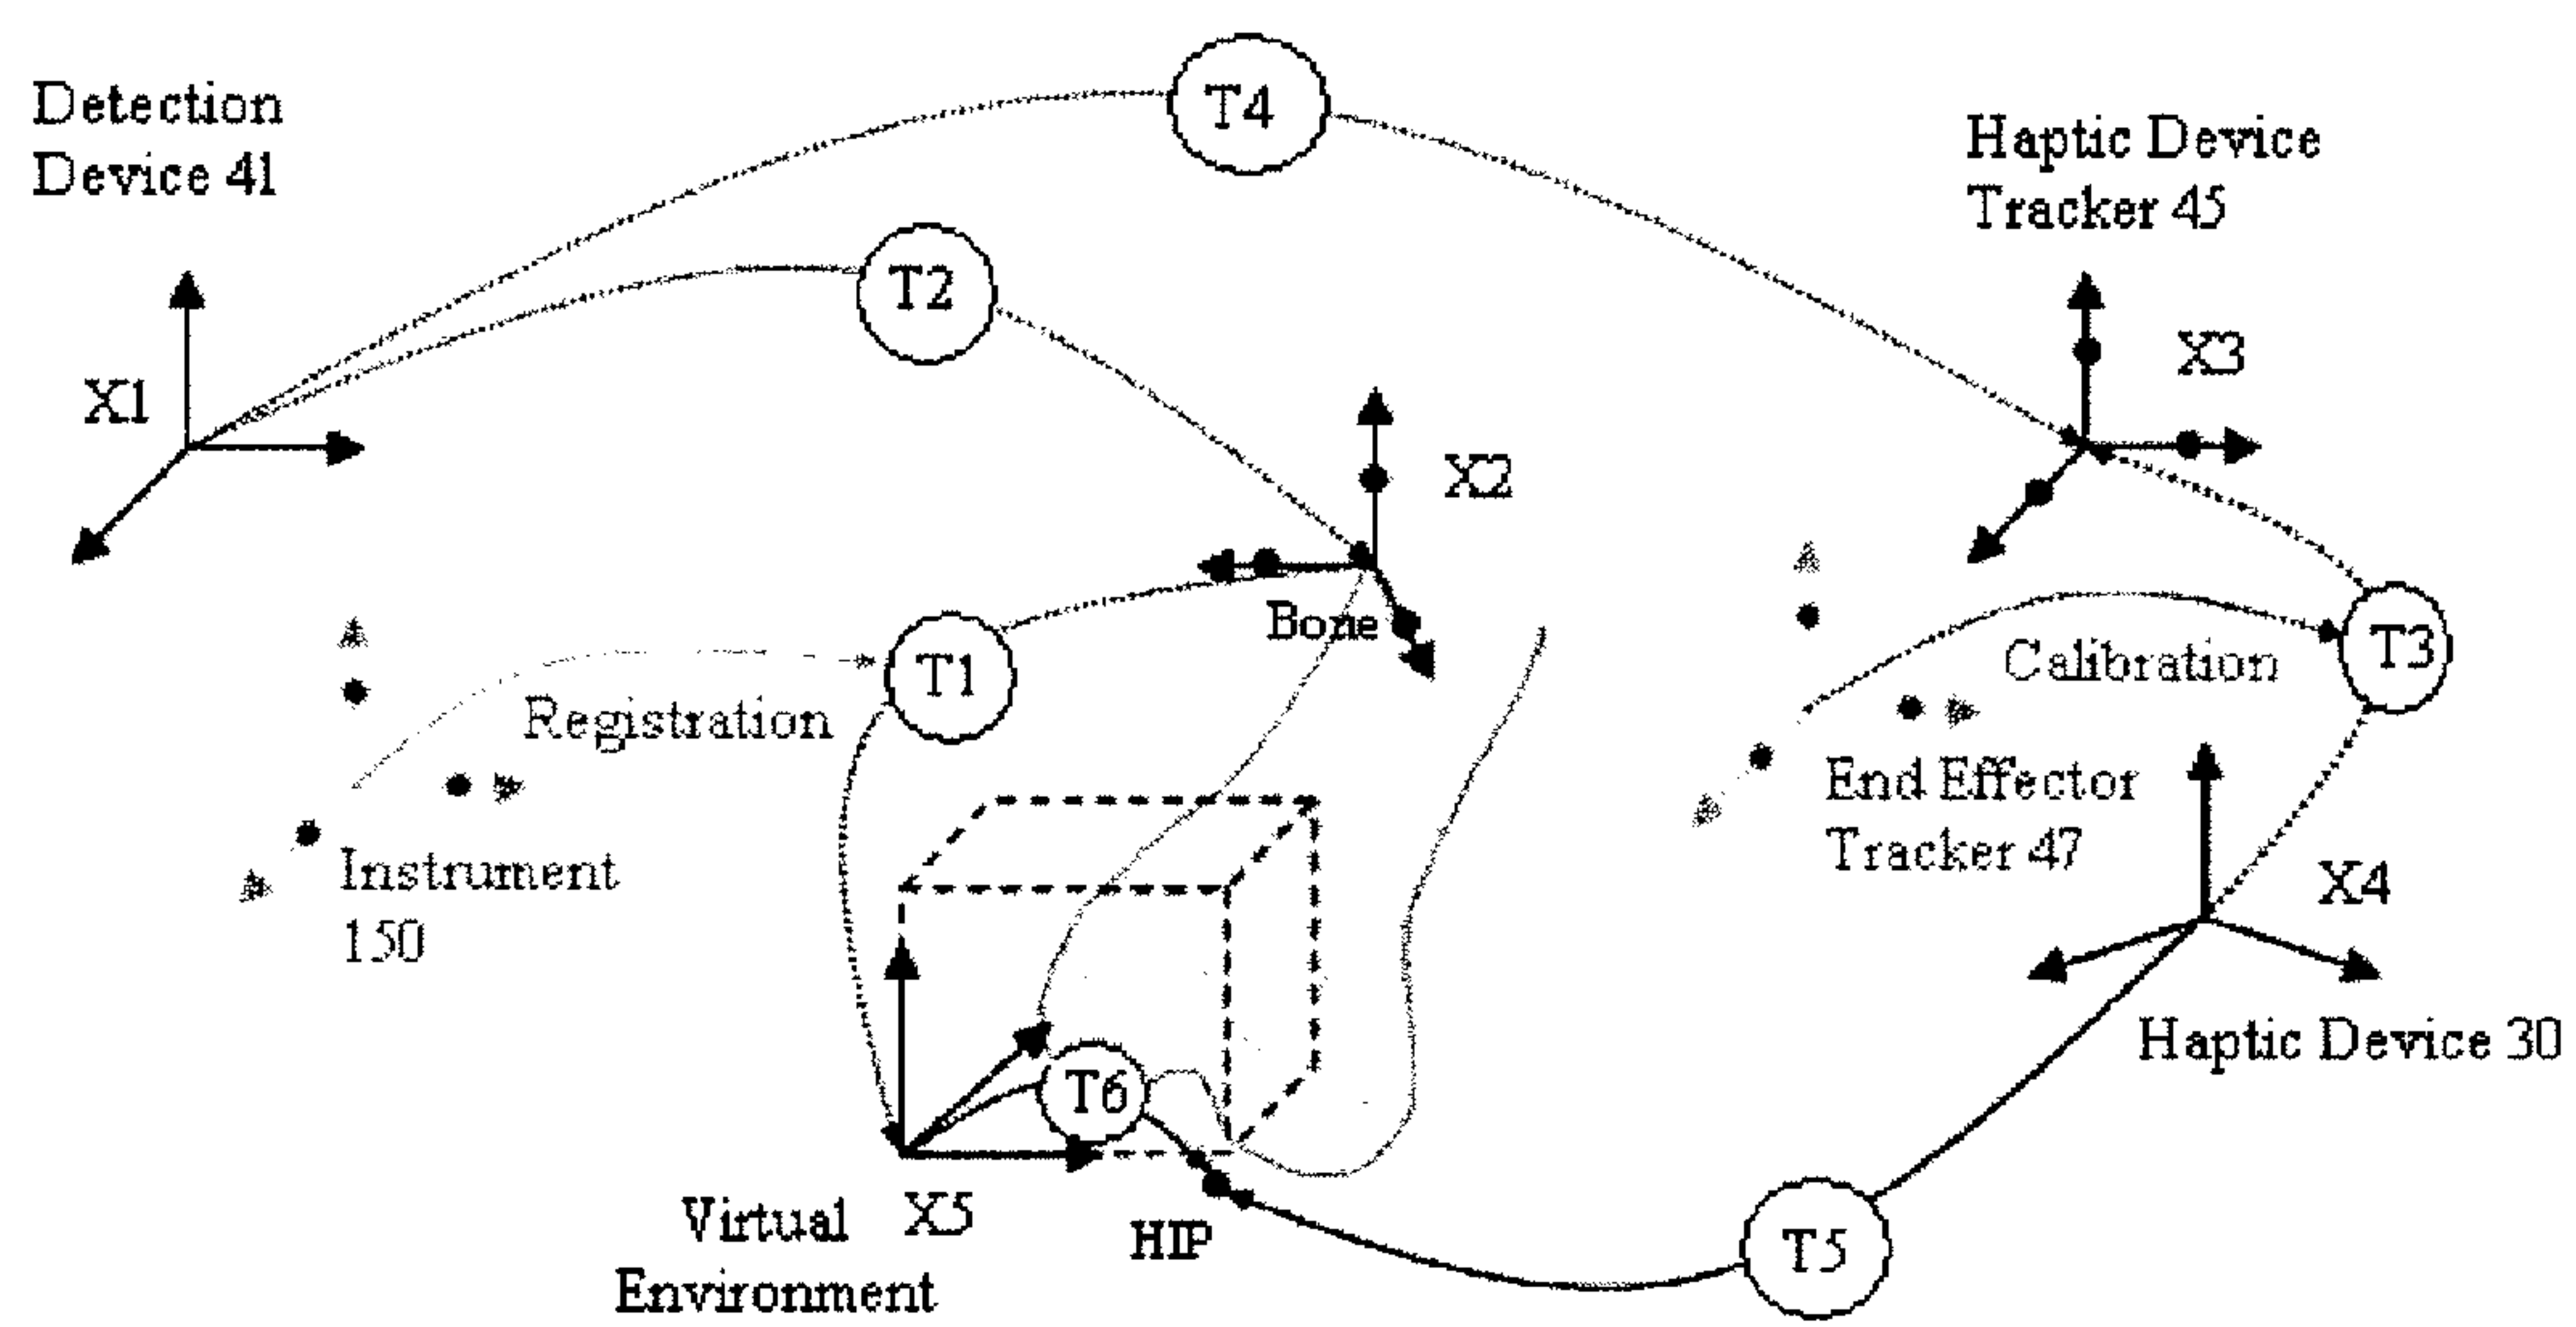 T4
Detection
Device 41
Haptic Device
Tracker 45
T2
X3
X1
X2
Bone
T1
Calibration
T3
Registration
End Effector
Tracker 47
Instrument
150
X4
Haptic Device 30
T6
Virtual X5
Environment
HIP
T5